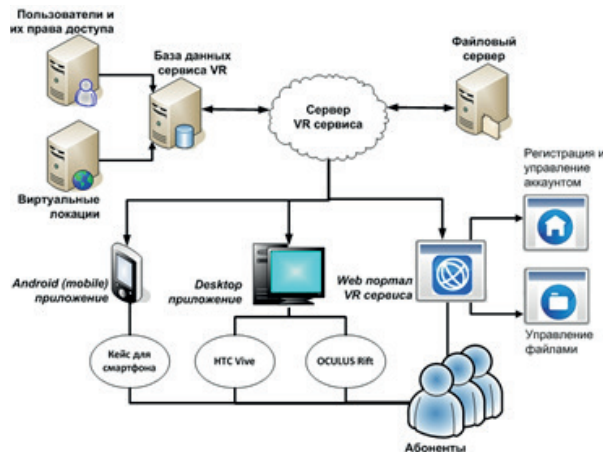 Пользователи и
их права доступа
База данных
сервиса VR
Файловый
сервер
Сервер
VR сервиса
Виртуальные
локации
Регистрация и
управление
аккаунтом
Android (mobile)
приложение
Desktop
приложение
Web портал
VR сервиса
Управление
файлами
Кейс для
смартфона
HTC Vive
OCULUS Rift
Абоненты